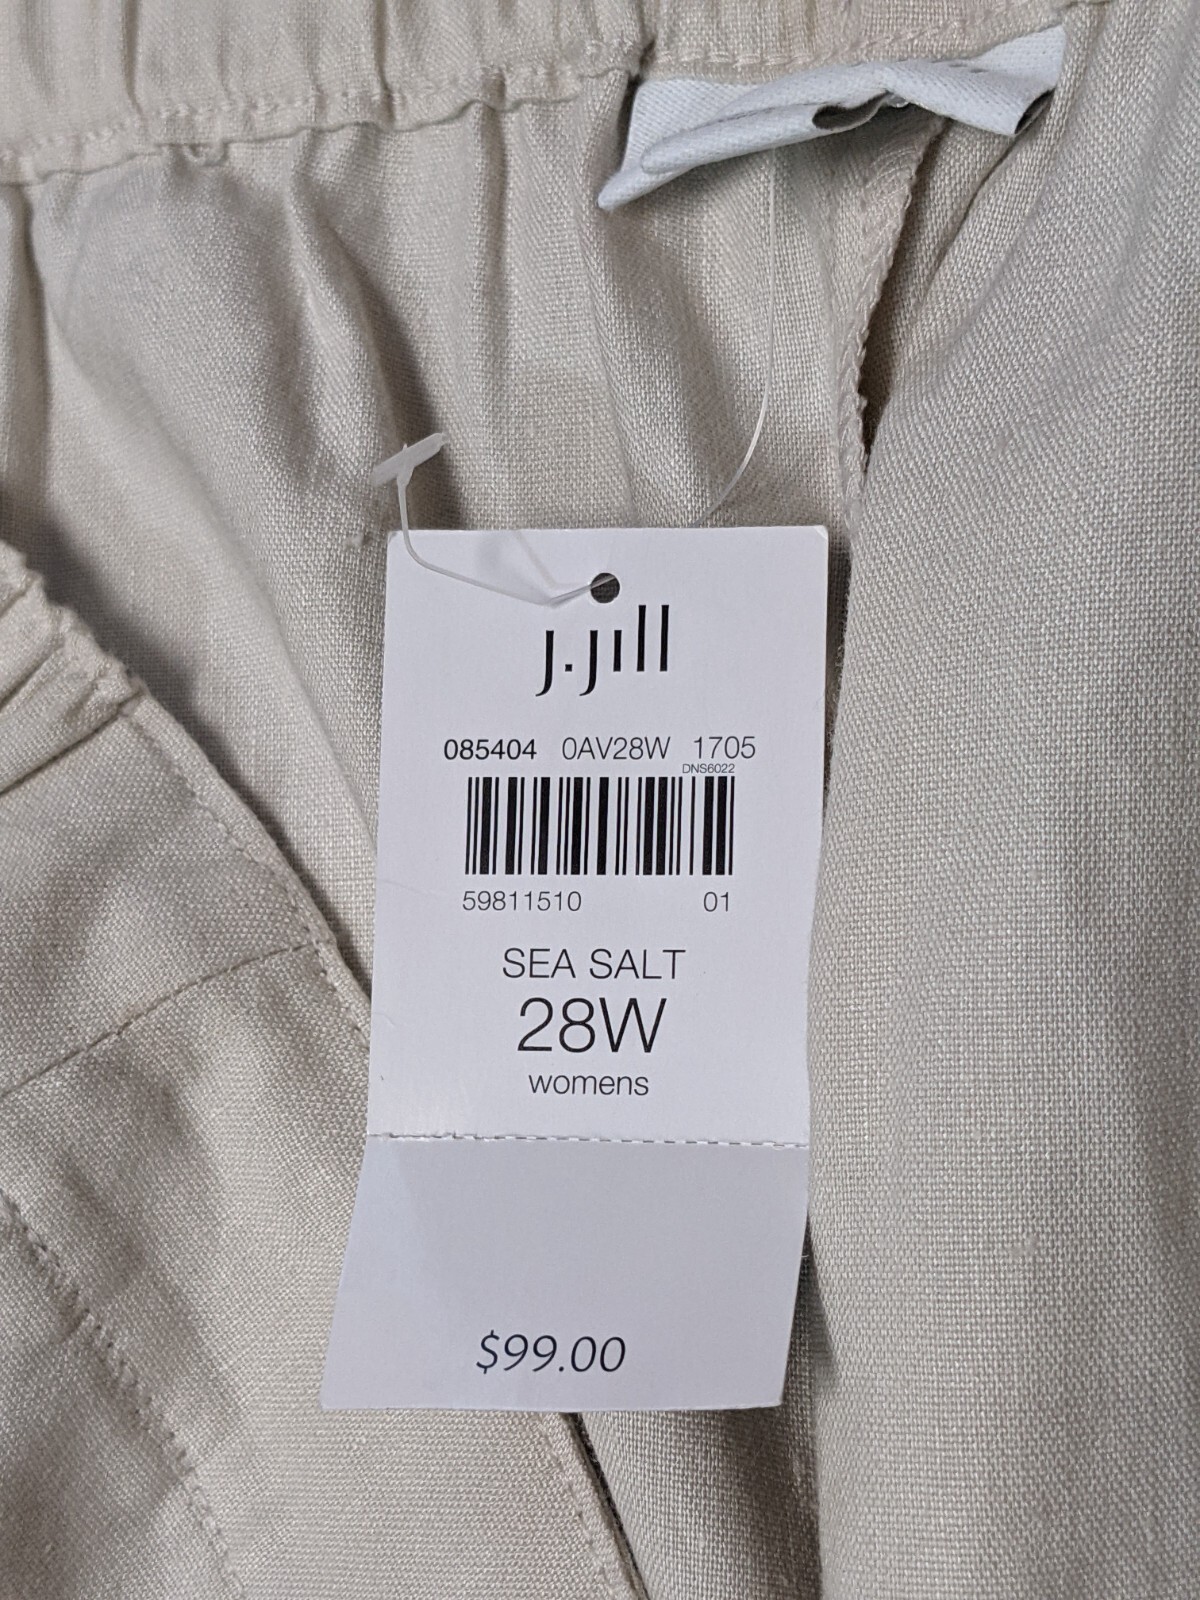 J.Jill
085404 0AV28W 1705
DNS6022
59811510 01
SEA SALT
28W
womens
$99.00